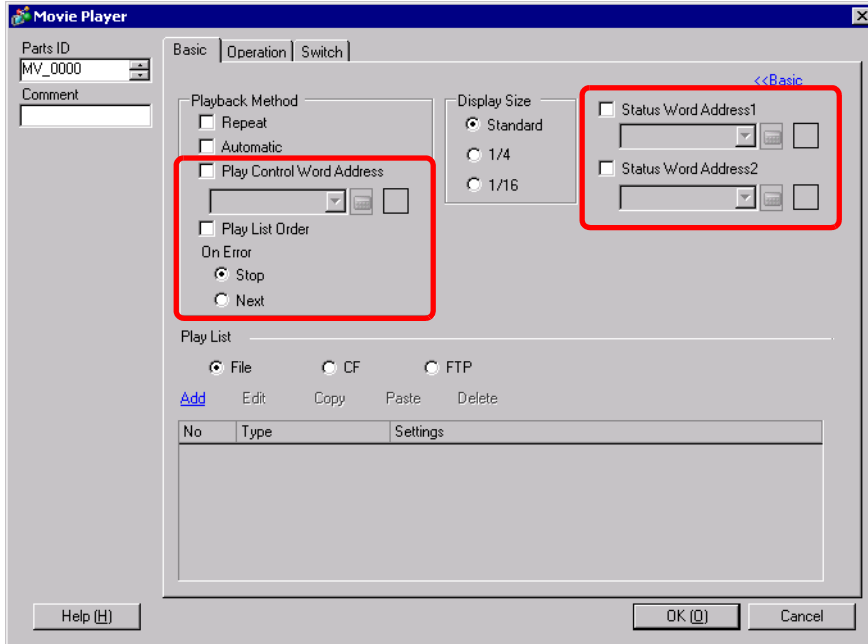 Movie Player
Parts ID
MV_0000
Comment
Basic Operation Switch
<<Basic
Playback Method
Repeat
Automatic
Play Control Word Address
Play List Order
On Error
Stop
Next
Display Size
Standard
1/4
1/16
Status Word Address1
Status Word Address2
Play List
File CF FTP
Add Edit Copy Paste Delete
No Type Settings
Help (H) OK (O) Cancel